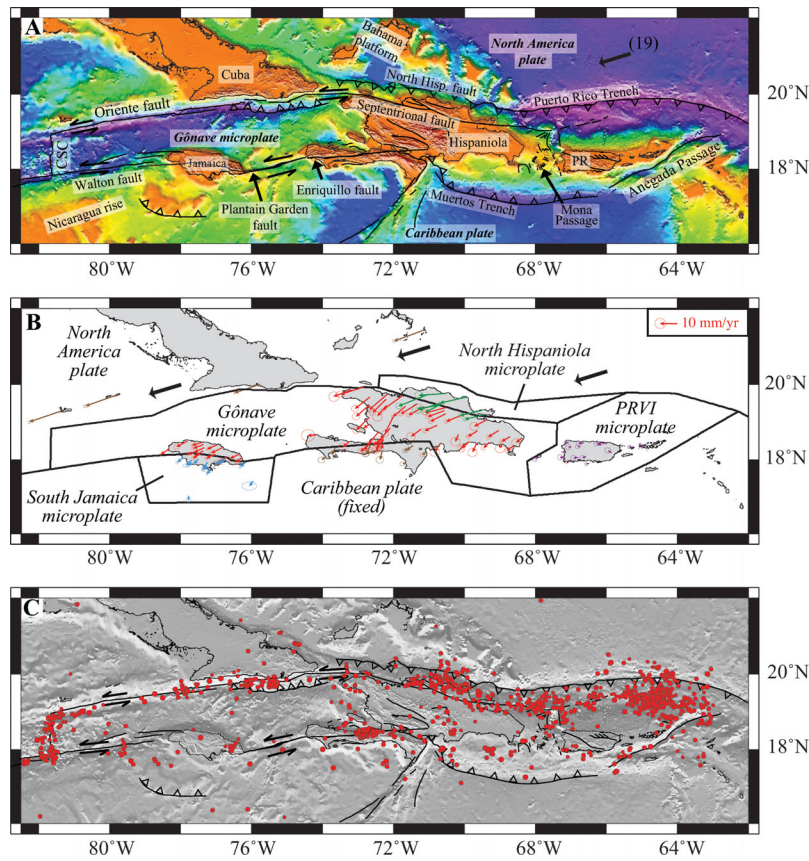 A
Bahama
platform
North America
plate
(19)
Cuba
North Hisp. fault
Puerto Rico Trench
20°N
Oriente fault
Septentrional fault
Gônave microplate
Hispaniola
CSC
Jamaica
PR
Anegada Passage
18°N
Walton fault
Enriquillo fault
Nicaragua rise
Plantain Garden
fault
Muertos Trench
Mona
Passage
Caribbean plate
80°W 76°W 72°W 68°W 64°W
B
10 mm/yr
North
America
plate
North Hispaniola
microplate
20°N
Gônave
microplate
PRVI
microplate
18°N
South Jamaica
microplate
Caribbean plate
(fixed)
80°W 76°W 72°W 68°W 64°W
C
20°N
18°N
80°W 76°W 72°W 68°W 64°W